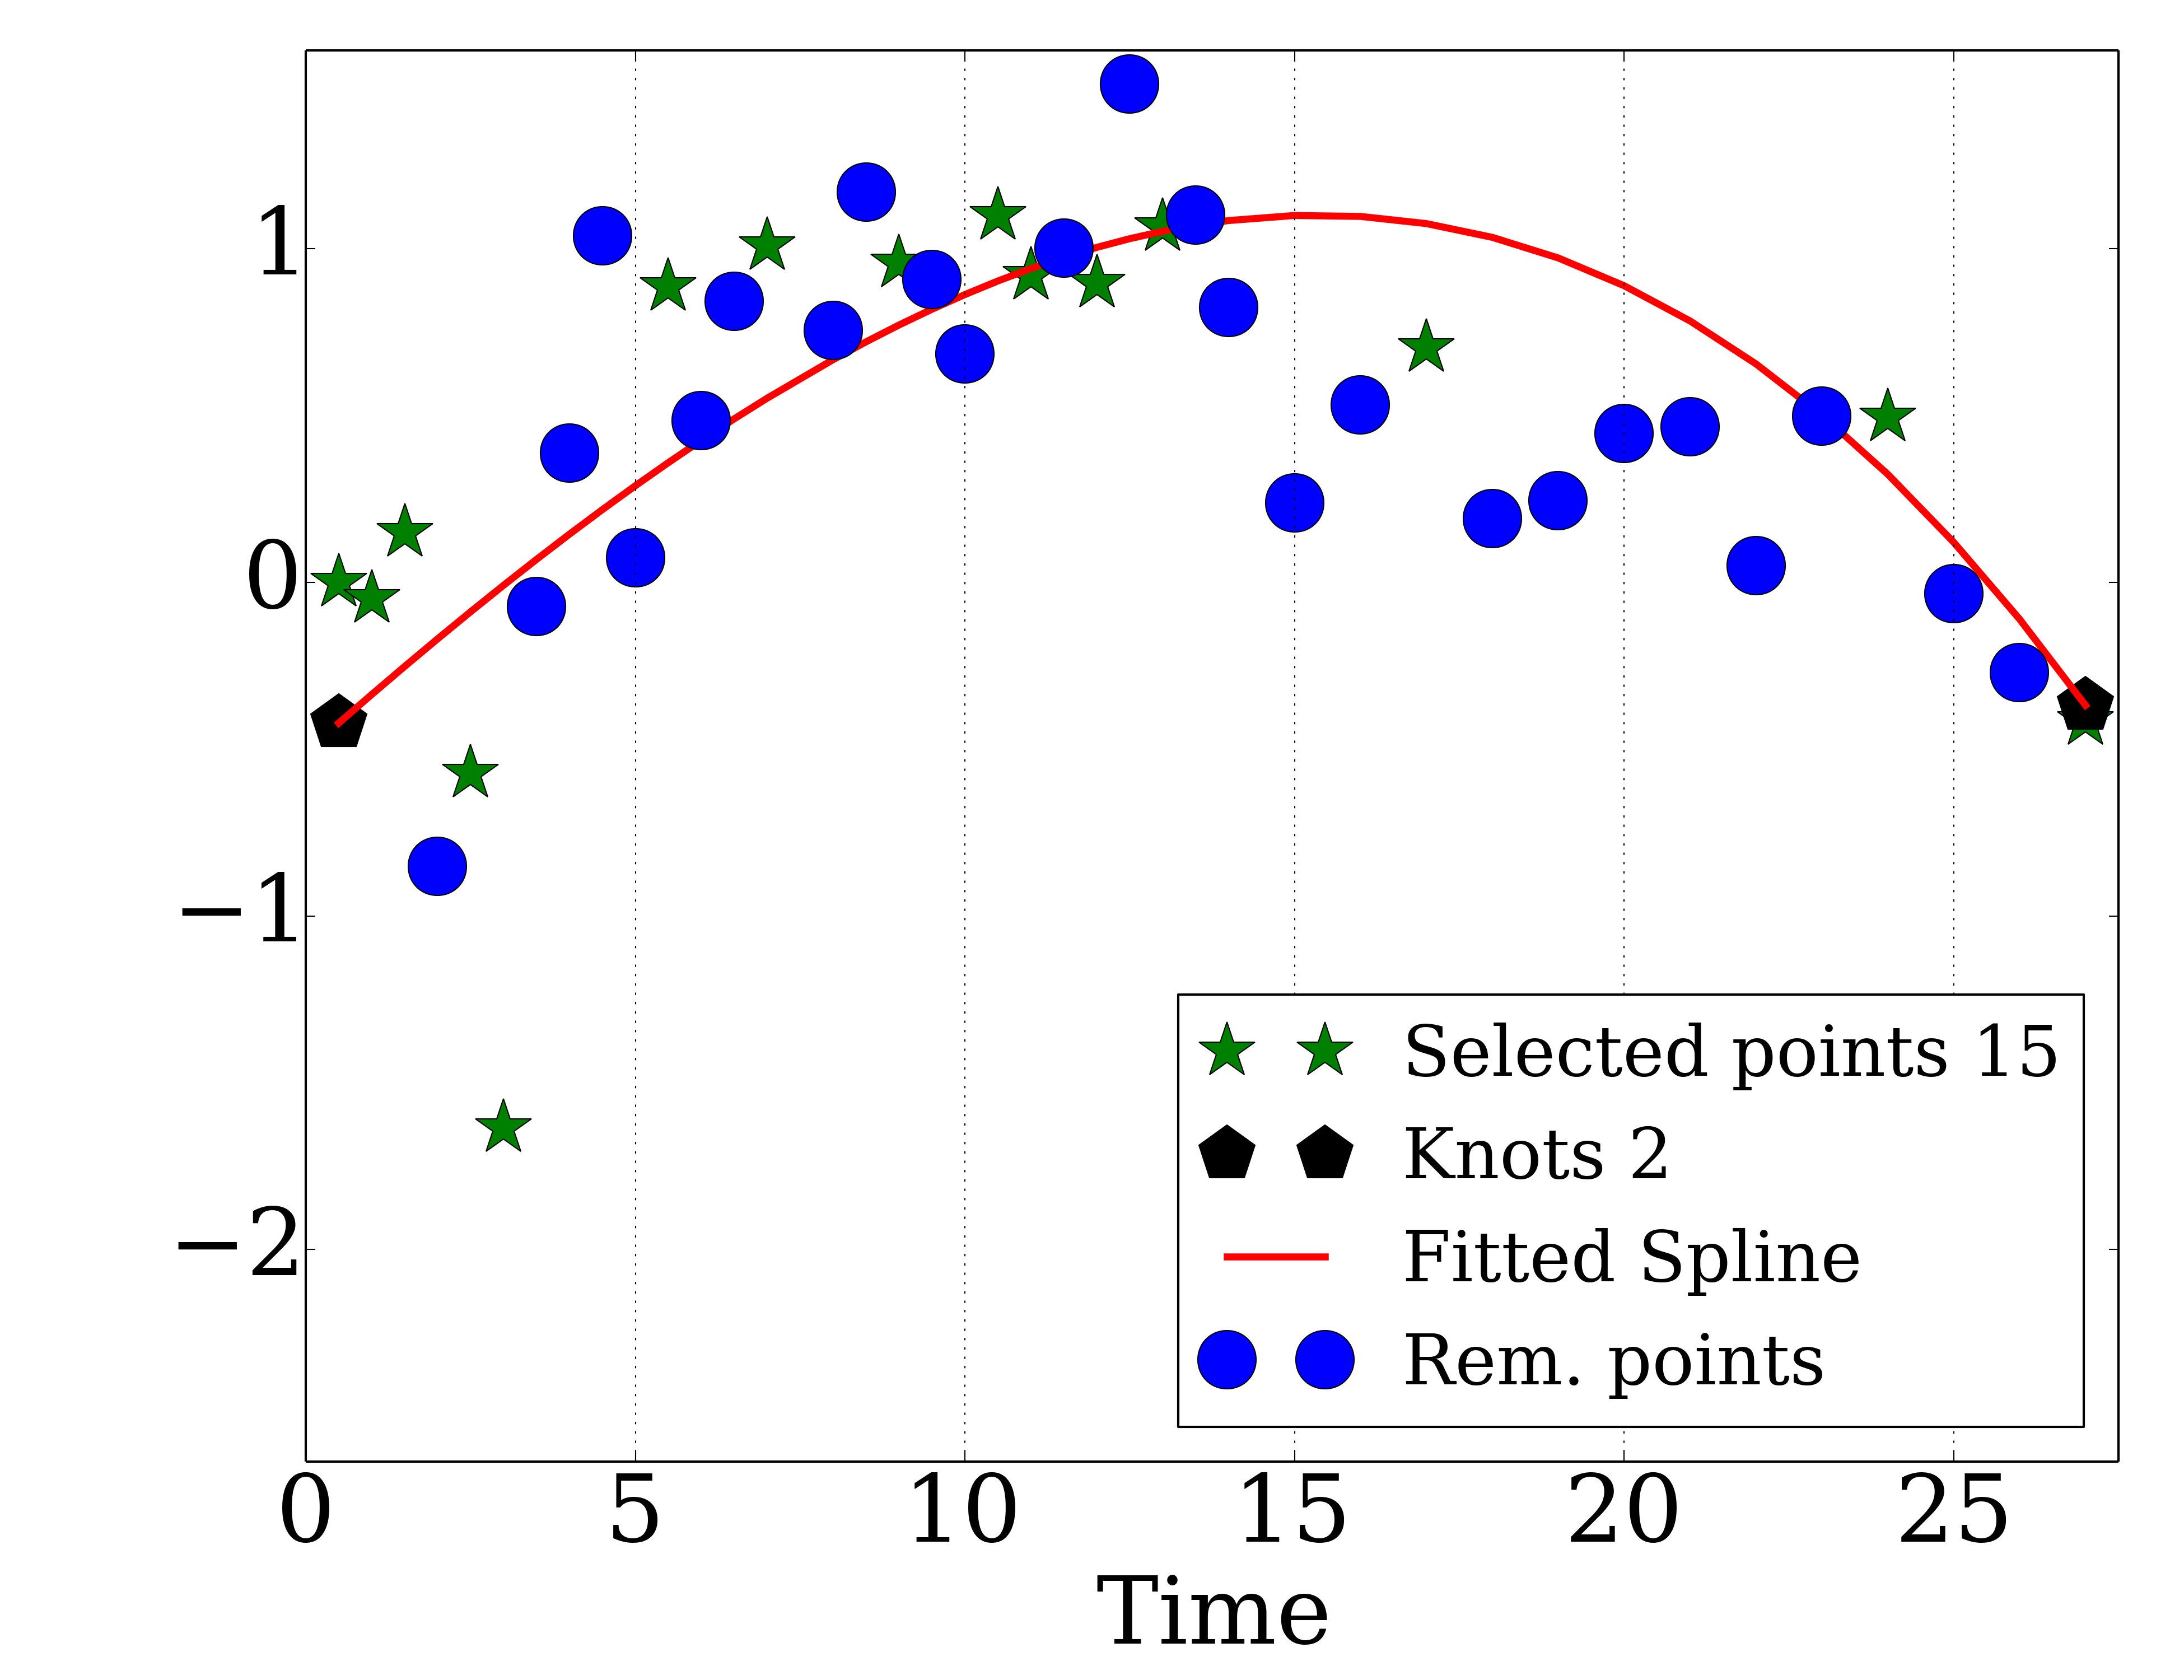 1
0
−1
−2
0 5 10 15 20 25
Time
Selected points 15
Knots 2
Fitted Spline
Rem. points